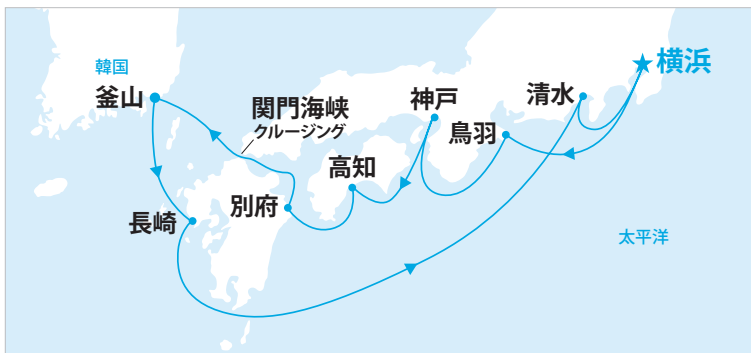 韓国
釜山
関門海峡
クルージング
神戸
清水
★横浜
鳥羽
高知
別府
長崎
太平洋